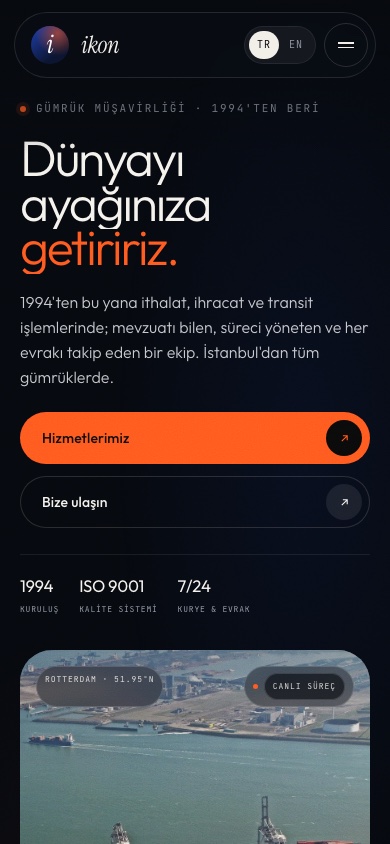 i ikon
TR EN
GÜMRÜK MÜŞAVİRLİĞİ · 1994'TEN BERİ
Dünyayı
ayağınıza
getiririz.
1994'ten bu yana ithalat, ihracat ve transit
işlemlerinde; mevzuatı bilen, süreci yöneten ve her
evrakı takip eden bir ekip. İstanbul'dan tüm
gümrüklerde.
Hizmetlerimiz
Bize ulaşın
1994 ISO 9001 7/24
KURULUŞ KALİTE SİSTEMİ KURYE & EVRAK
ROTTERDAM · 51.95°N CANLI SÜREÇ